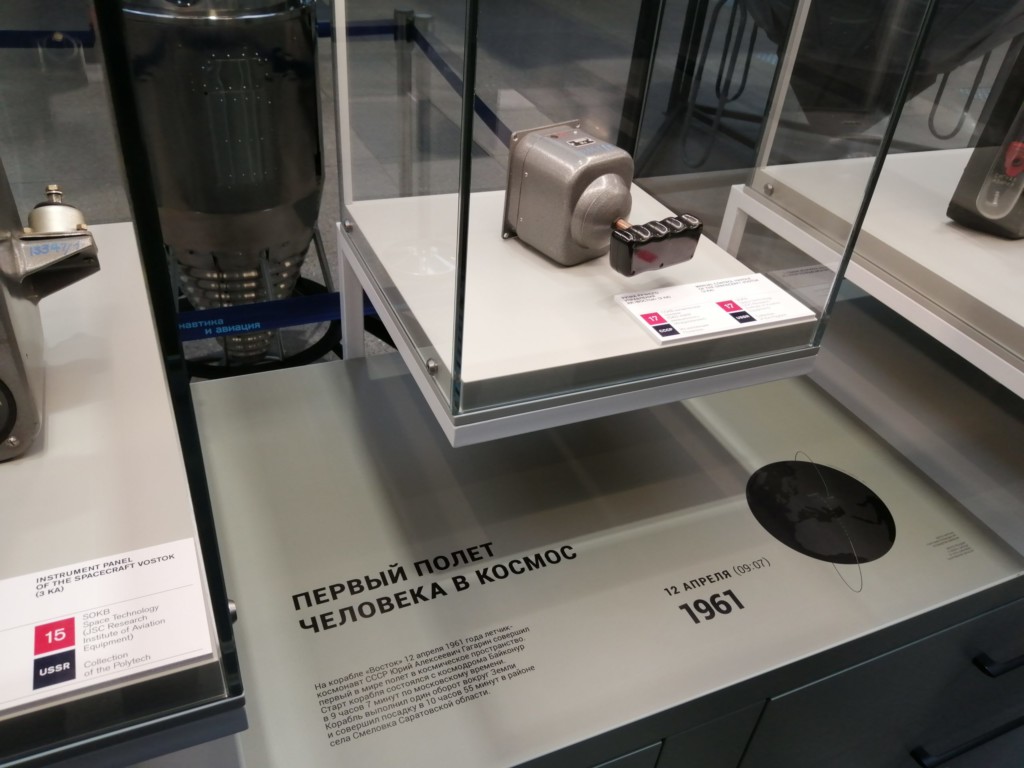 15347/1
навтика
и авиация
17
СССР
17
USSR
INSTRUMENT PANEL
OF THE SPACECRAFT VOSTOK
(3 KA)
15
USSR
SOKB
Space Technology
(JSC Research
Institute of Aviation
Equipment)
Collection
of the Polytech
ПЕРВЫЙ ПОЛЕТ
ЧЕЛОВЕКА В КОСМОС
12 АПРЕЛЯ (09:07)
1961
На корабле «Восток» 12 апреля 1961 года летчик-
космонавт СССР Юрий Алексеевич Гагарин совершил
первый в мире полет в космическое пространство.
Старт корабля состоялся с космодрома Байконур
в 9 часов 7 минут по московскому времени.
Корабль выполнил один оборот вокруг Земли
и совершил посадку в 10 часов 55 минут в районе
села Смеловка Саратовской области.